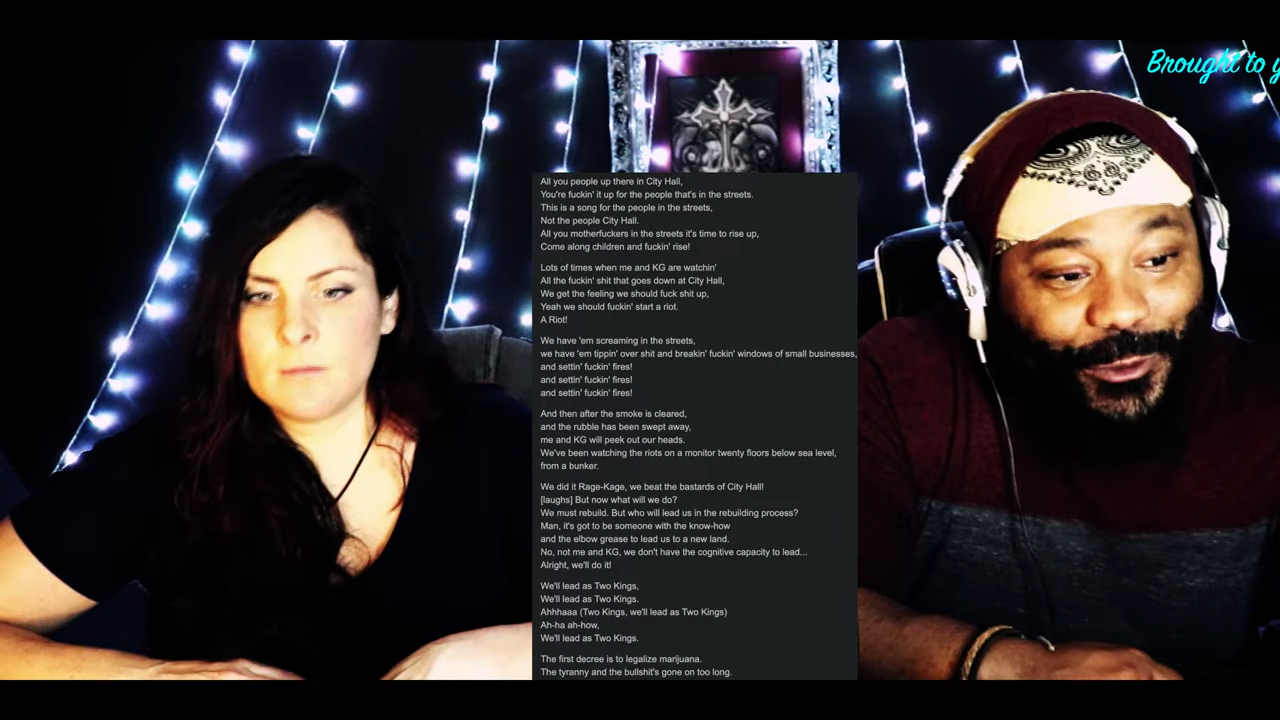 Brought to y
All you people up there in City Hall,
You're fuckin' it up for the people that's in the streets.
This is a song for the people in the streets,
Not the people City Hall.
All you motherfuckers in the streets it's time to rise up,
Come along children and fuckin' rise!
Lots of times when me and KG are watchin'
All the fuckin' shit that goes down at City Hall,
We get the feeling we should fuck shit up,
Yeah we should fuckin' start a riot.
A Riot!
We have 'em screaming in the streets,
we have 'em tippin' over shit and breakin' fuckin' windows of small businesses,
and settin' fuckin' fires!
and settin' fuckin' fires!
and settin' fuckin' fires!
And then after the smoke is cleared,
and the rubble has been swept away,
me and KG will peek out our heads.
We've been watching the riots on a monitor twenty floors below sea level,
from a bunker.
We did it Rage-Kage, we beat the bastards of City Hall!
[laughs] But now what will we do?
We must rebuild. But who will lead us in the rebuilding process?
Man, it's got to be someone with the know-how
and the elbow grease to lead us to a new land.
No, not me and KG, we don't have the cognitive capacity to lead...
Alright, we'll do it!
We'll lead as Two Kings,
We'll lead as Two Kings.
Ahhhaaa (Two Kings, we'll lead as Two Kings)
Ah-ha ah-how,
We'll lead as Two Kings.
The first decree is to legalize marijuana.
The tyranny and the bullshit's gone on too long.